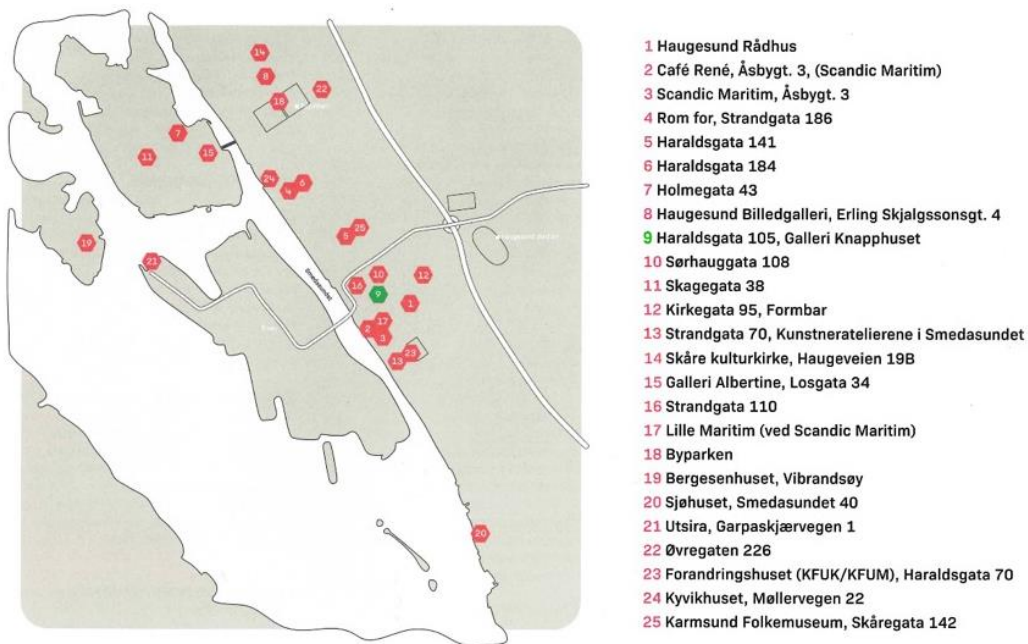 14
8
22
18
7
15
11
24
6
4
19
25
5
21
10
12
16
9
Smedasundet
1
17
2
3
23
13
20
1 Haugesund Rådhus
2 Café René, Åsbygt. 3, (Scandic Maritim)
3 Scandic Maritim, Åsbygt. 3
4 Rom for, Strandgata 186
5 Haraldsgata 141
6 Haraldsgata 184
7 Holmegata 43
8 Haugesund Billedgalleri, Erling Skjalgssonsgt. 4
9 Haraldsgata 105, Galleri Knapphuset
10 Sørhauggata 108
11 Skagegata 38
12 Kirkegata 95, Formbar
13 Strandgata 70, Kunstneratelierene i Smedasundet
14 Skåre kulturkirke, Haugeveien 19B
15 Galleri Albertine, Losgata 34
16 Strandgata 110
17 Lille Maritim (ved Scandic Maritim)
18 Byparken
19 Bergesenhuset, Vibrandsøy
20 Sjøhuset, Smedasundet 40
21 Utsira, Garpaskjærvegen 1
22 Øvregaten 226
23 Forandringshuset (KFUK/KFUM), Haraldsgata 70
24 Kyvikhuset, Møllervegen 22
25 Karmsund Folkemuseum, Skåregata 142